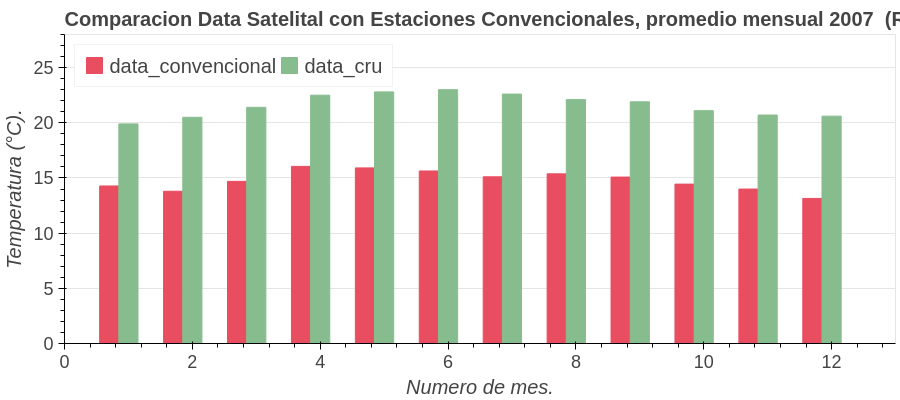 Comparacion Data Satelital con Estaciones Convencionales, promedio mensual 2007 (R
data_convencional data_cru
25
20
15
10
5
0
Temperatura (°C).
0 2 4 6 8 10 12
Numero de mes.